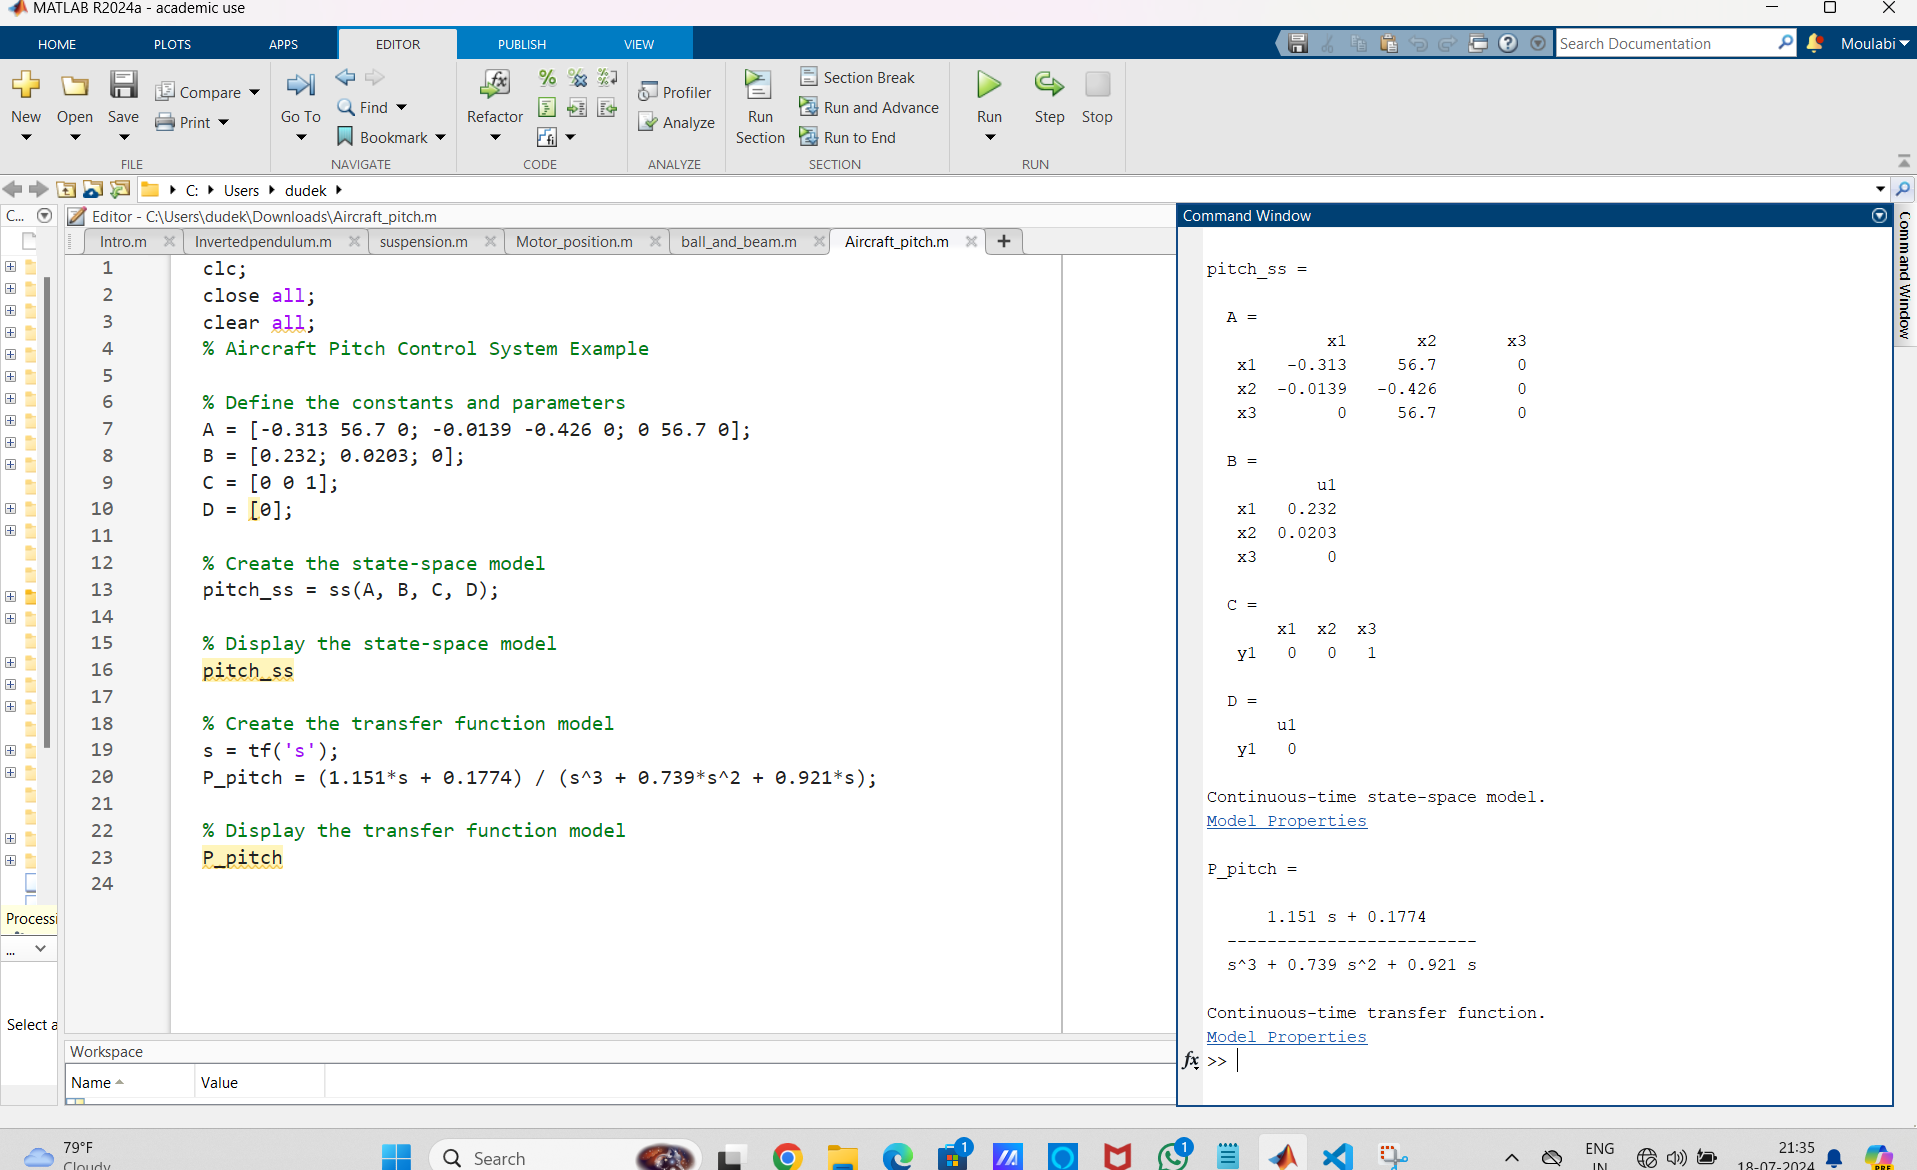 MATLAB R2024a - academic use
HOME PLOTS APPS EDITOR PUBLISH VIEW
Search Documentation
Moulabi
New Open Save Compare Print
Go To Find Bookmark
Refactor
Profiler Analyze
Run Section
Section Break
Run and Advance
Run to End
Run Step Stop
FILE NAVIGATE CODE ANALYZE SECTION RUN
C: Users dudek
C...
Editor - C:\Users\dudek\Downloads\Aircraft_pitch.m
Intro.m Invertedpendulum.m suspension.m Motor_position.m ball_and_beam.m Aircraft_pitch.m +
1 clc;
2 close all;
3 clear all;
4 % Aircraft Pitch Control System Example
5
6 % Define the constants and parameters
7 A = [-0.313 56.7 0; -0.0139 -0.426 0; 0 56.7 0];
8 B = [0.232; 0.0203; 0];
9 C = [0 0 1];
10 D = [0];
11
12 % Create the state-space model
13 pitch_ss = ss(A, B, C, D);
14
15 % Display the state-space model
16 pitch_ss
17
18 % Create the transfer function model
19 s = tf('s');
20 P_pitch = (1.151*s + 0.1774) / (s^3 + 0.739*s^2 + 0.921*s);
21
22 % Display the transfer function model
23 P_pitch
24
Processi
...
Select a
Workspace
Name Value
Command Window
Command Window
pitch_ss =
A =
x1 x2 x3
x1 -0.313 56.7 0
x2 -0.0139 -0.426 0
x3 0 56.7 0
B =
u1
x1 0.232
x2 0.0203
x3 0
C =
x1 x2 x3
y1 0 0 1
D =
u1
y1 0
Continuous-time state-space model.
Model Properties
P_pitch =
1.151 s + 0.1774
-------------------------
s^3 + 0.739 s^2 + 0.921 s
Continuous-time transfer function.
Model Properties
fx >>
79°F
Cloudy
Search
1
1
ENG
IN
21:35
18-07-2024
PRE